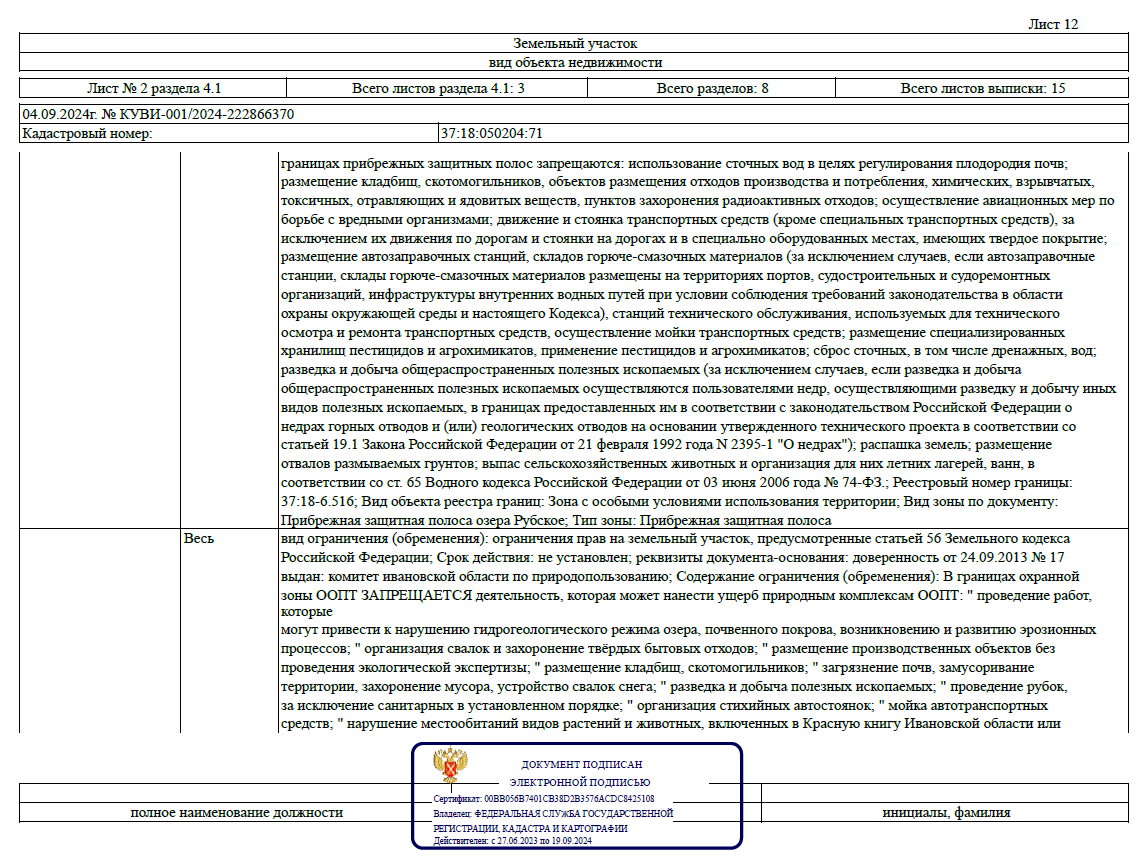 Лист 12
Земельный участок
вид объекта недвижимости
Лист № 2 раздела 4.1
Всего листов раздела 4.1: 3
Всего разделов: 8
Всего листов выписки: 15
04.09.2024г. № КУВИ-001/2024-222866370
Кадастровый номер:
37:18:050204:71
границах прибрежных защитных полос запрещаются: использование сточных вод в целях регулирования плодородия почв;
размещение кладбищ, скотомогильников, объектов размещения отходов производства и потребления, химических, взрывчатых,
токсичных, отравляющих и ядовитых веществ, пунктов захоронения радиоактивных отходов; осуществление авиационных мер по
борьбе с вредными организмами; движение и стоянка транспортных средств (кроме специальных транспортных средств), за
исключением их движения по дорогам и стоянки на дорогах и в специально оборудованных местах, имеющих твердое покрытие;
размещение автозаправочных станций, складов горюче-смазочных материалов (за исключением случаев, если автозаправочные
станции, склады горюче-смазочных материалов размещены на территориях портов, судостроительных и судоремонтных
организаций, инфраструктуры внутренних водных путей при условии соблюдения требований законодательства в области
охраны окружающей среды и настоящего Кодекса), станций технического обслуживания, используемых для технического
осмотра и ремонта транспортных средств, осуществление мойки транспортных средств; размещение специализированных
хранилищ пестицидов и агрохимикатов, применение пестицидов и агрохимикатов; сброс сточных, в том числе дренажных, вод;
разведка и добыча общераспространенных полезных ископаемых (за исключением случаев, если разведка и добыча
общераспространенных полезных ископаемых осуществляются пользователями недр, осуществляющими разведку и добычу иных
видов полезных ископаемых, в границах предоставленных им в соответствии с законодательством Российской Федерации о
недрах горных отводов и (или) геологических отводов на основании утвержденного технического проекта в соответствии со
статьей 19.1 Закона Российской Федерации от 21 февраля 1992 года N 2395-1 "О недрах"); распашка земель; размещение
отвалов размываемых грунтов; выпас сельскохозяйственных животных и организация для них летних лагерей, ванн, в
соответствии со ст. 65 Водного кодекса Российской Федерации от 03 июня 2006 года № 74-ФЗ.; Реестровый номер границы:
37:18-6.516; Вид объекта реестра границ: Зона с особыми условиями использования территории; Вид зоны по документу:
Прибрежная защитная полоса озера Рубское; Тип зоны: Прибрежная защитная полоса
Весь
вид ограничения (обременения): ограничения прав на земельный участок, предусмотренные статьей 56 Земельного кодекса
Российской Федерации; Срок действия: не установлен; реквизиты документа-основания: доверенность от 24.09.2013 № 17
выдан: комитет ивановской области по природопользованию; Содержание ограничения (обременения): В границах охранной
зоны ООПТ ЗАПРЕЩАЕТСЯ деятельность, которая может нанести ущерб природным комплексам ООПТ: " проведение работ,
которые
могут привести к нарушению гидрогеологического режима озера, почвенного покрова, возникновению и развитию эрозионных
процессов; " организация свалок и захоронение твёрдых бытовых отходов; " размещение производственных объектов без
проведения экологической экспертизы; " размещение кладбищ, скотомогильников; " загрязнение почв, замусоривание
территории, захоронение мусора, устройство свалок снега; " разведка и добыча полезных ископаемых; " проведение рубок,
за исключение санитарных в установленном порядке; " организация стихийных автостоянок; " мойка автотранспортных
средств; " нарушение местообитаний видов растений и животных, включенных в Красную книгу Ивановской области или
ДОКУМЕНТ ПОДПИСАН
ЭЛЕКТРОННОЙ ПОДПИСЬЮ
Сертификат: 00BB056B7401CB38D2B3576ACDC8425108
Владелец: ФЕДЕРАЛЬНАЯ СЛУЖБА ГОСУДАРСТВЕННОЙ
РЕГИСТРАЦИИ, КАДАСТРА И КАРТОГРАФИИ
Действителен: с 27.06.2023 по 19.09.2024
полное наименование должности
инициалы, фамилия